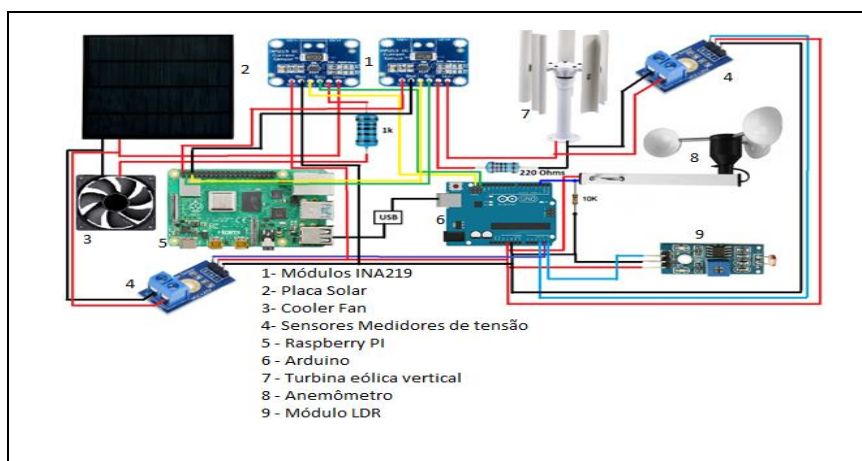 2
1
4
7
1k
8
220 Ohms
10K
USB
6
3
5
9
4
1- Módulos INA219
2- Placa Solar
3- Cooler Fan
4- Sensores Medidores de tensão
5 - Raspberry PI
6 - Arduino
7 - Turbina eólica vertical
8 - Anemômetro
9 - Módulo LDR